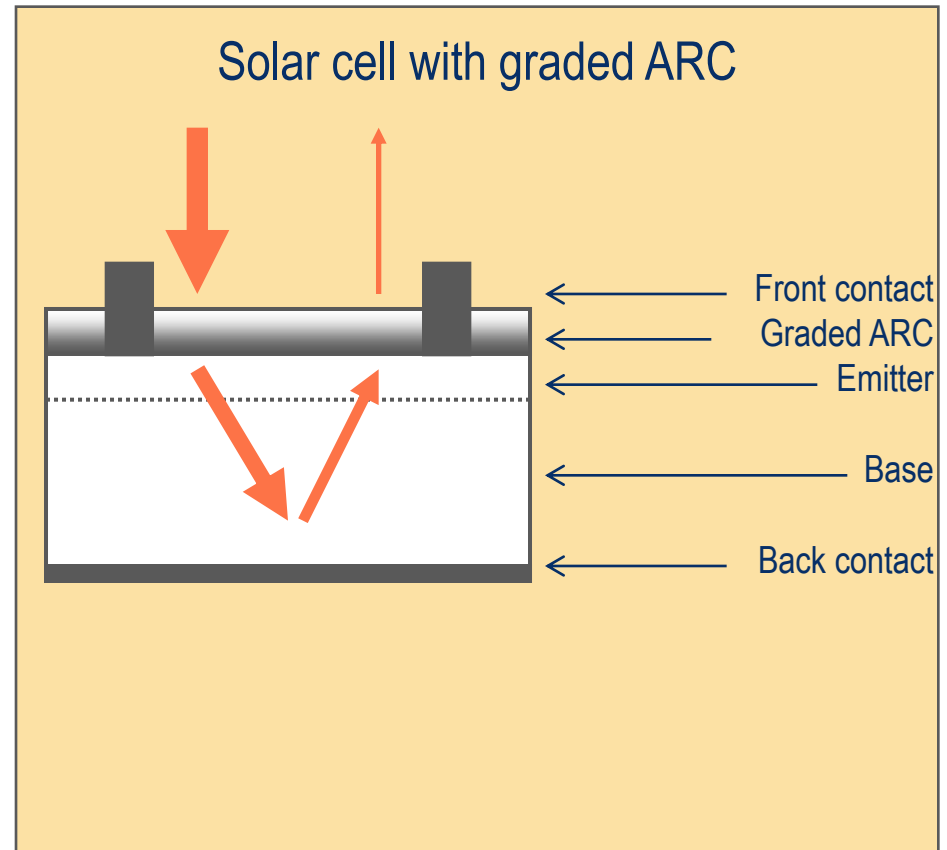 Solar cell with graded ARC
Front contact
Graded ARC
Emitter
Base
Back contact